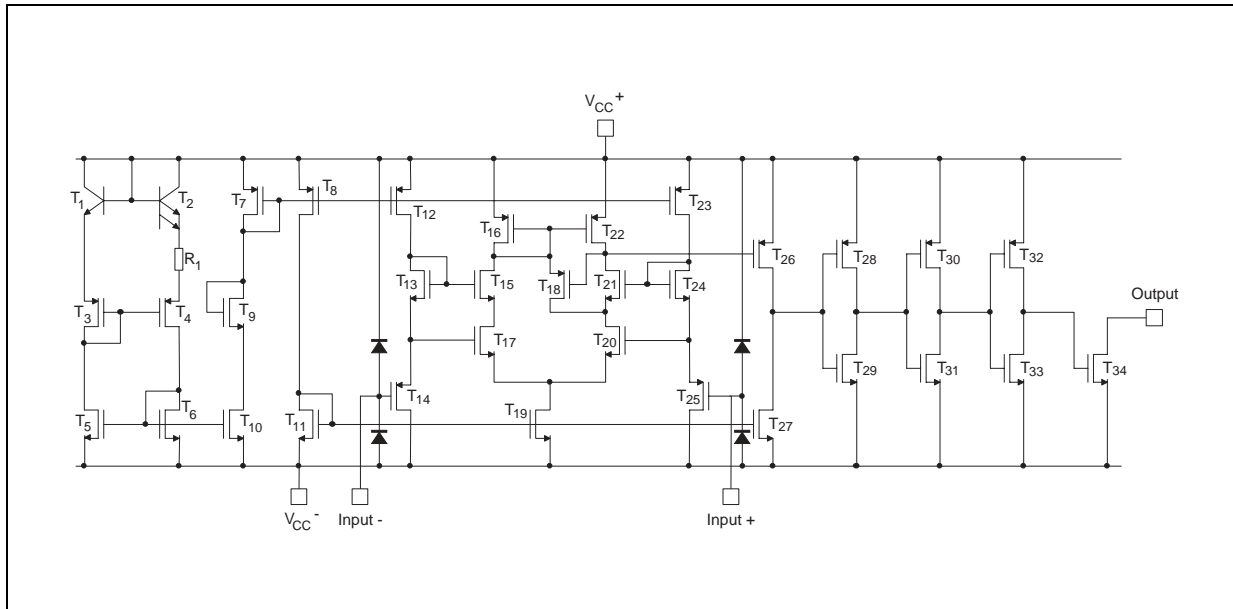 VCC+
T1
T2
T7
T8
T12
T23
T16
T22
T26
T28
T30
T32
R1
T13
T15
T18
T21
T24
Output
T3
T4
T9
T17
T20
T29
T31
T33
T34
T14
T25
T5
T6
T10
T11
T19
T27
VCC-
Input -
Input +